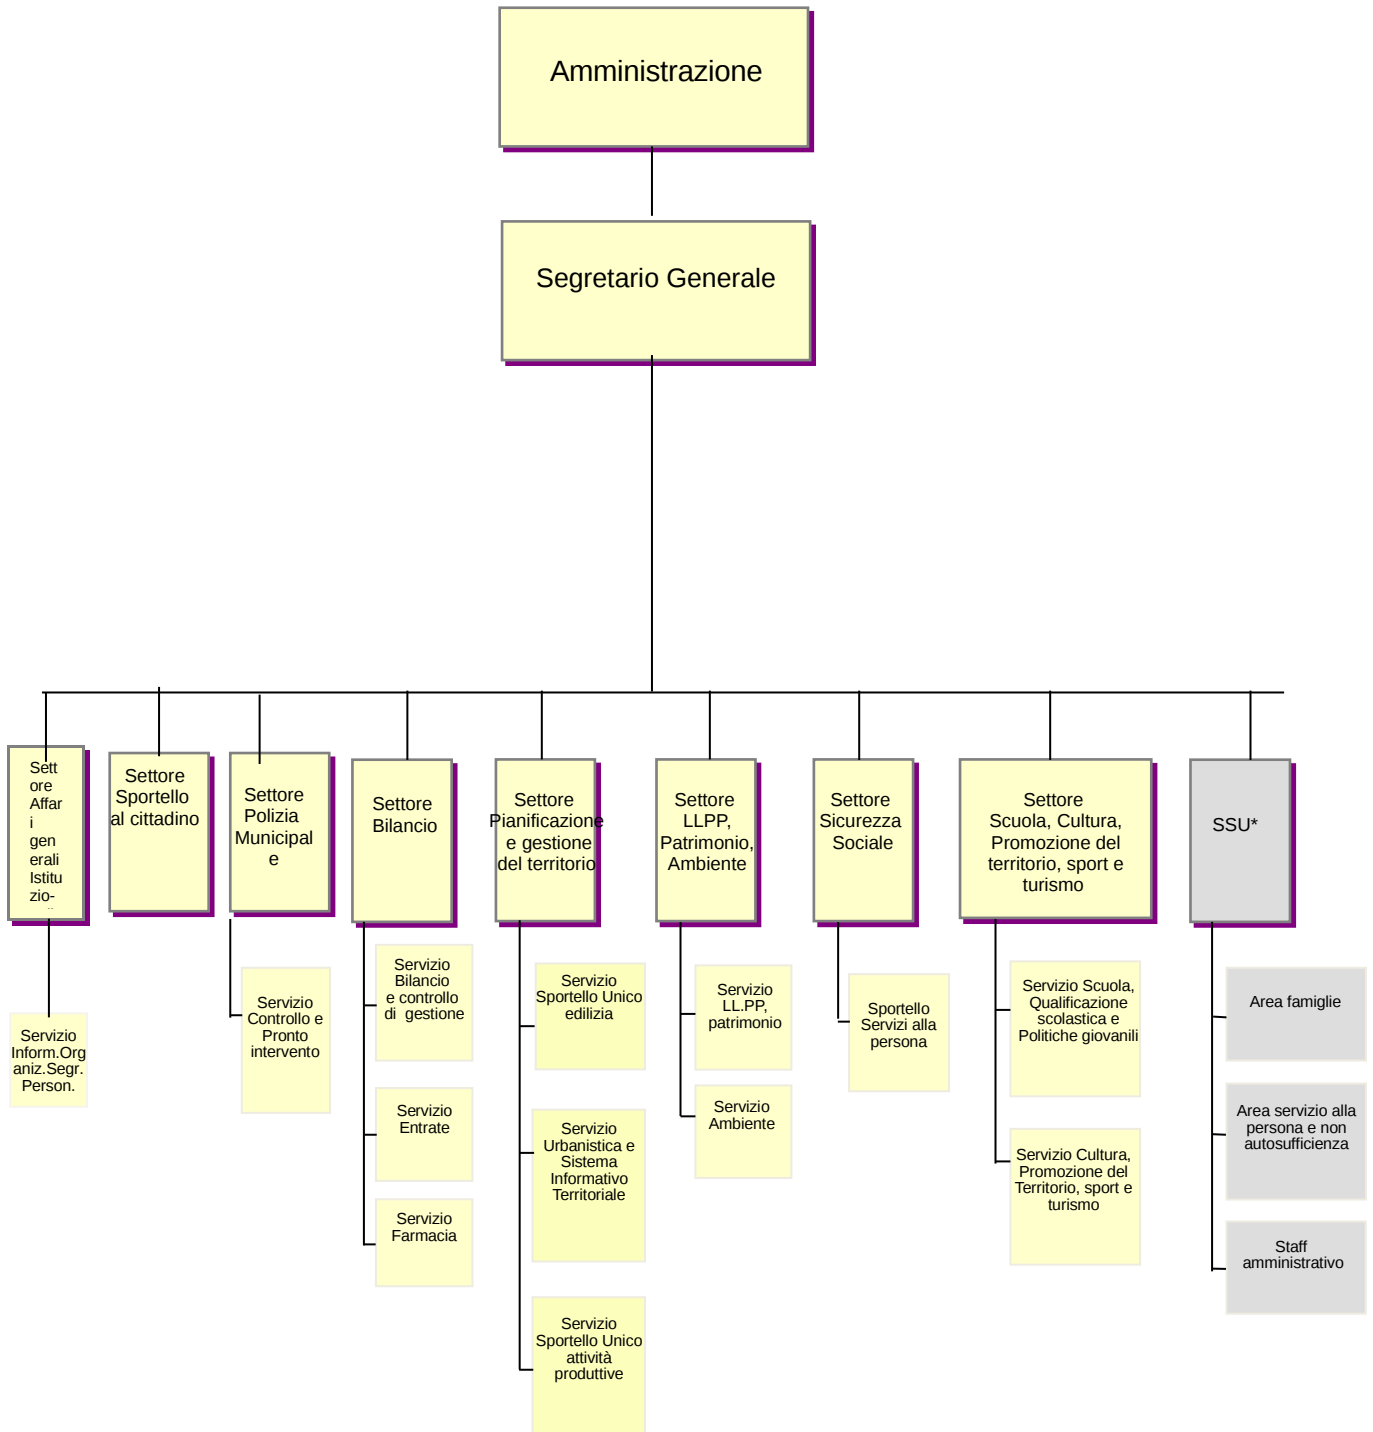 Amministrazione
Segretario Generale
Sett
ore
Affar
i
gen
erali
Istitu
zio-
Settore
Sportello
al cittadino
Settore
Polizia
Municipal
e
Settore
Bilancio
Settore
Pianificazione
e gestione
del territorio
Settore
LLPP,
Patrimonio,
Ambiente
Settore
Sicurezza
Sociale
Settore
Scuola, Cultura,
Promozione del
territorio, sport e
turismo
SSU*
Servizio
Inform.Org
aniz.Segr.
Person.
Servizio
Controllo e
Pronto
intervento
Servizio
Bilancio
e controllo
di gestione
Servizio
Entrate
Servizio
Farmacia
Servizio
Sportello Unico
edilizia
Servizio
Urbanistica e
Sistema
Informativo
Territoriale
Servizio
Sportello Unico
attività
produttive
Servizio
LL.PP,
patrimonio
Servizio
Ambiente
Sportello
Servizi alla
persona
Servizio Scuola,
Qualificazione
scolastica e
Politiche giovanili
Servizio Cultura,
Promozione del
Territorio, sport e
turismo
Area famiglie
Area servizio alla
persona e non
autosufficienza
Staff
amministrativo